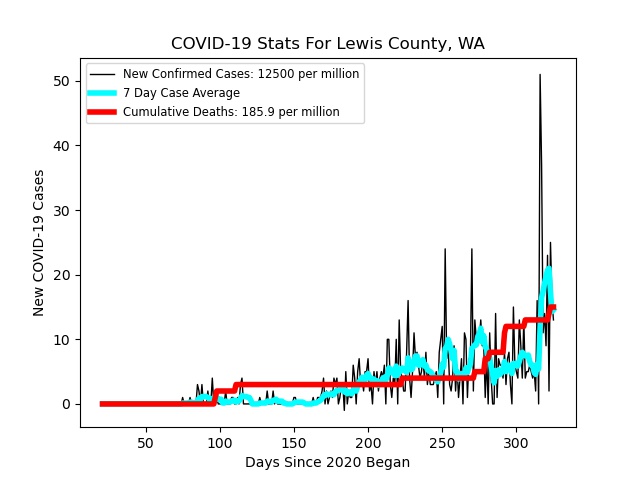 COVID-19 Stats For Lewis County, WA
New Confirmed Cases: 12500 per million
7 Day Case Average
Cumulative Deaths: 185.9 per million
New COVID-19 Cases
50
40
30
20
10
0
50 100 150 200 250 300
Days Since 2020 Began